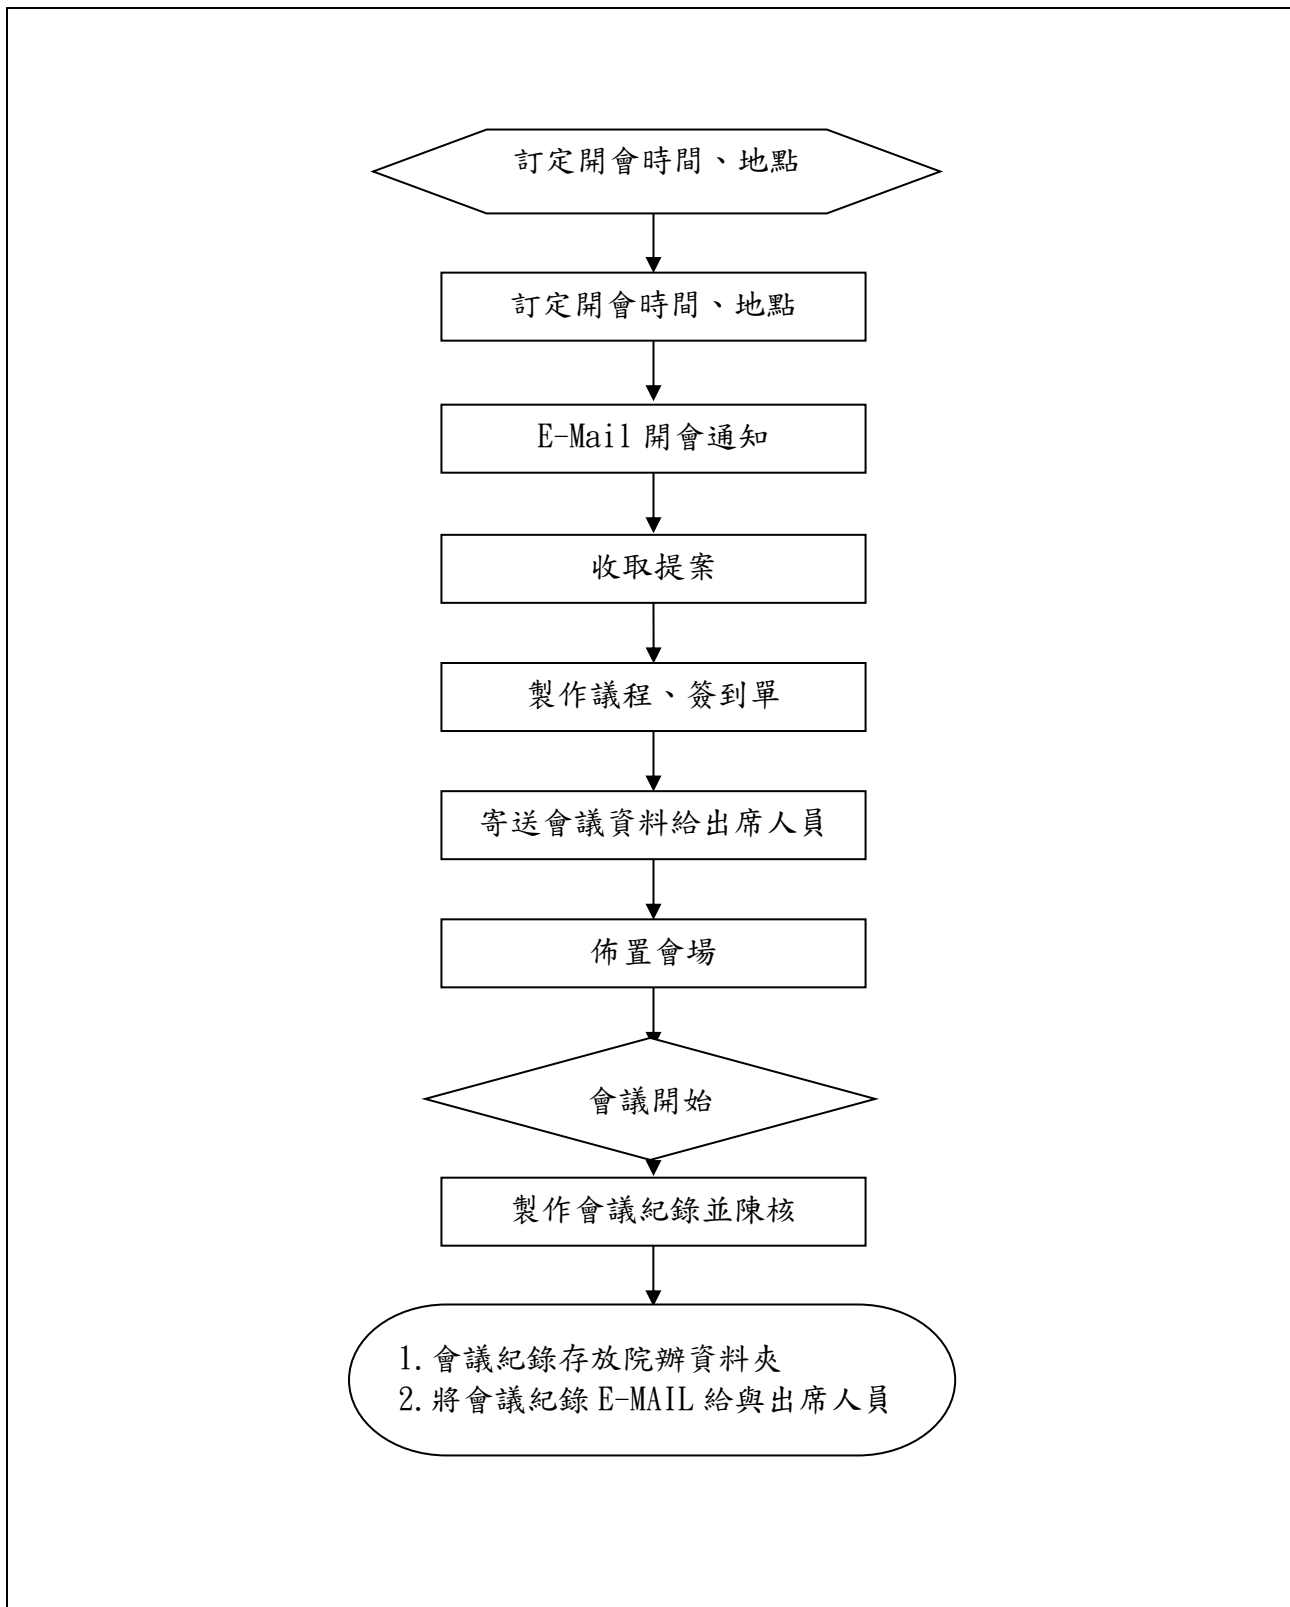 訂定開會時間、地點
訂定開會時間、地點
E-Mail 開會通知
收取提案
製作議程、簽到單
寄送會議資料給出席人員
佈置會場
會議開始
製作會議紀錄並陳核
1.會議紀錄存放院辦資料夾
2.將會議紀錄 E-MAIL 給與出席人員